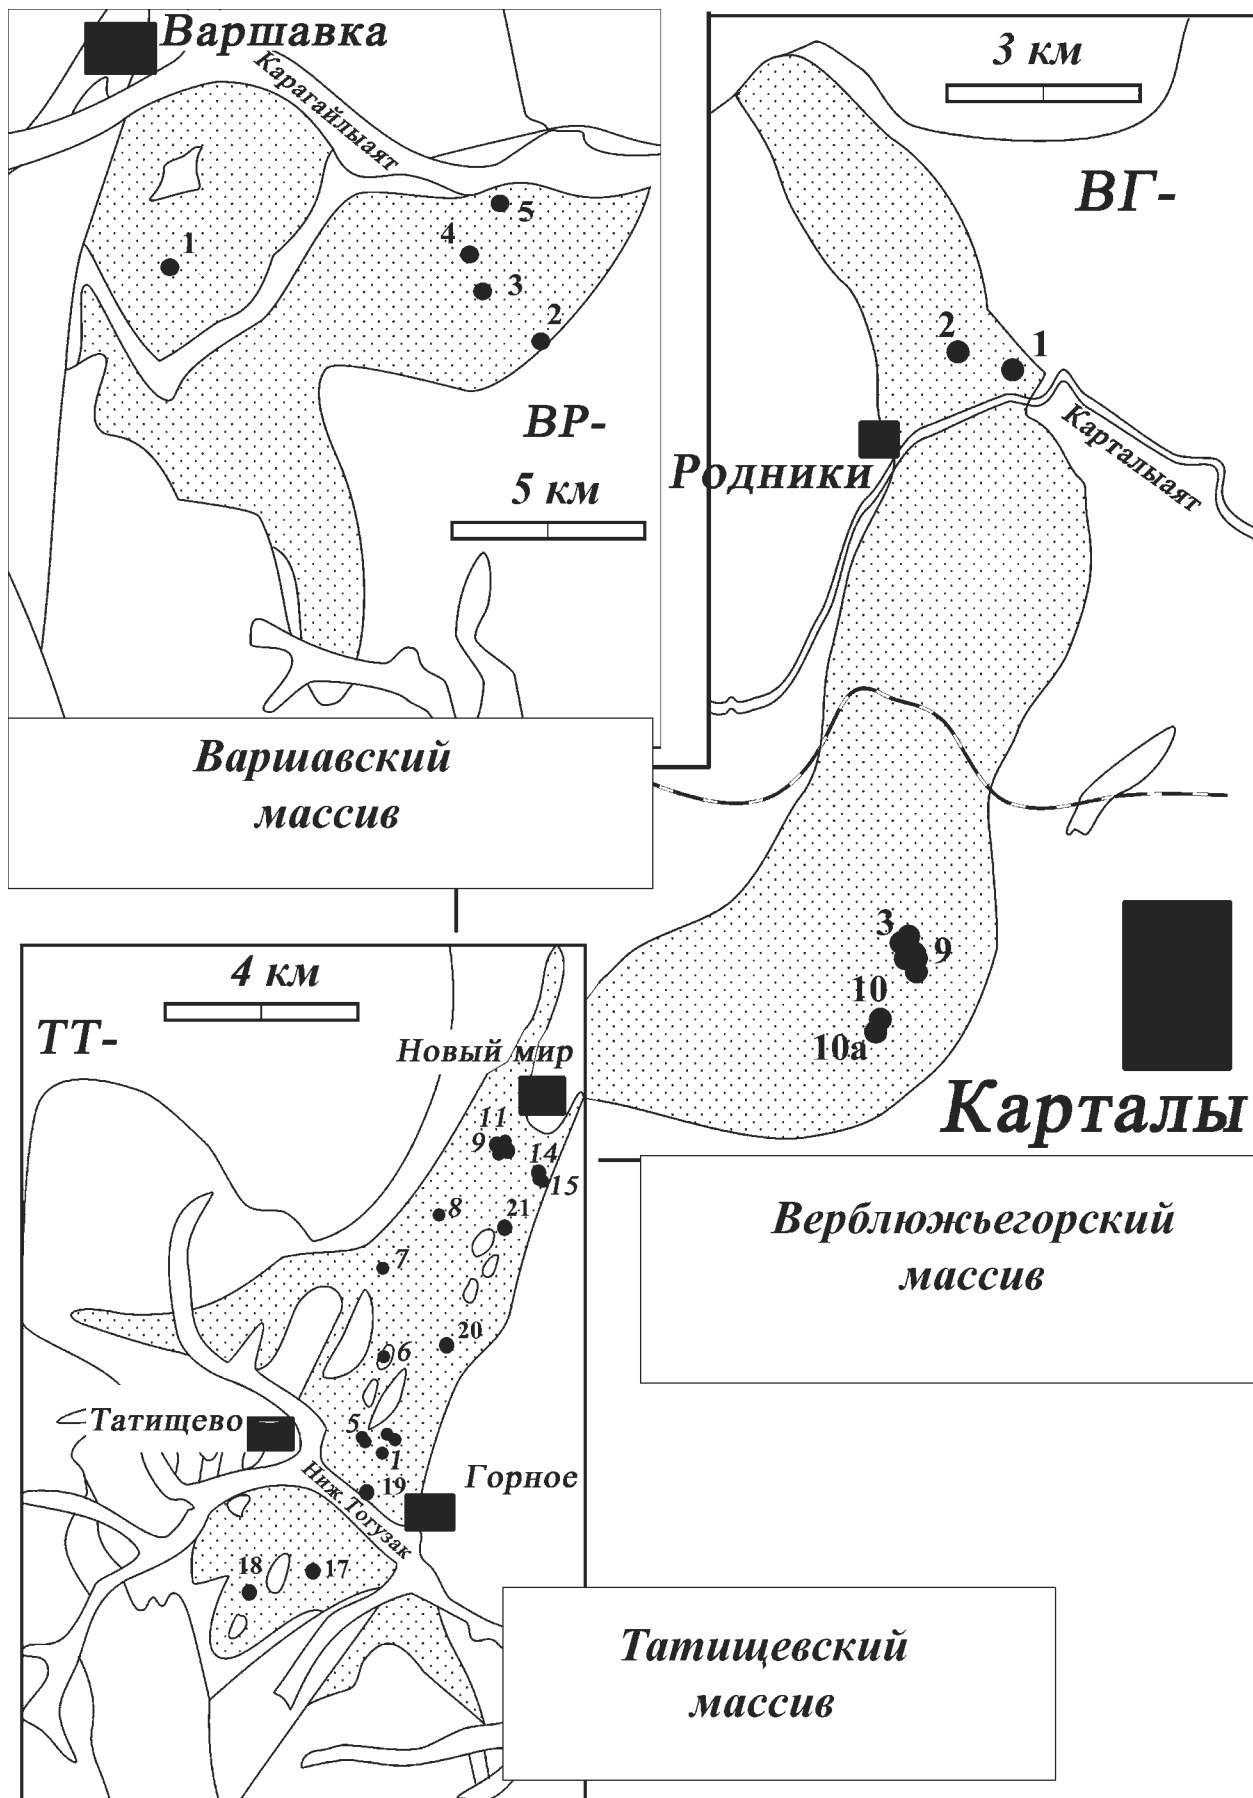 Варшавка
Карагайлыаят
1
5
4
3
2
ВР-
5 км
Варшавский
массив
3 км
ВГ-
2
1
Карталыаят
Родники
3
9
10
10а
Карталы
Верблюжьегорский
массив
4 км
ТТ-
Новый мир
11
9
14
15
8
21
7
20
6
Татищево
5
1
19
Горное
Ниж. Тогузак
18
17
Татищевский
массив